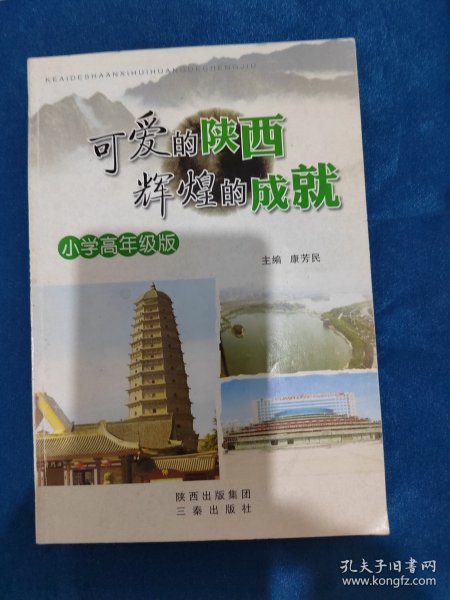 KEAIDESHAANXIHUIHUANGDECHENGJIU
可爱的陕西
辉煌的成就
小学高年级版
主编 康芳民
陕西出版集团
三秦出版社
孔夫子旧书网
www.kongfz.com